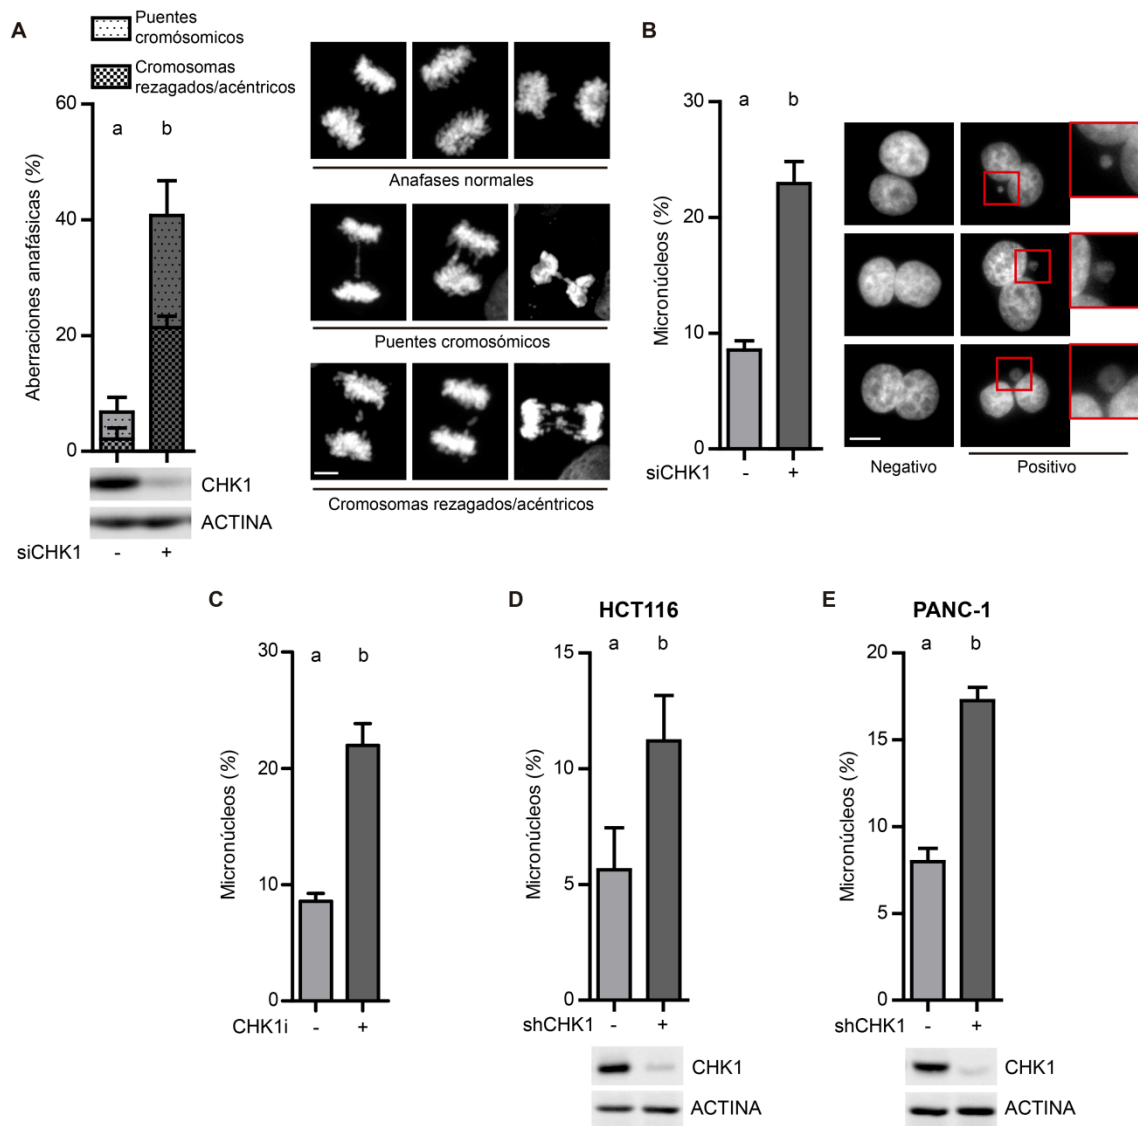 A
Puentes
cromósomicos
Cromosomas
rezagados/acéntricos
Aberraciones anafásicas (%)
60
40
20
0
a
b
CHK1
ACTINA
siCHK1
-
+
Anafases normales
Puentes cromosómicos
Cromosomas rezagados/acéntricos
B
Micronúcleos (%)
30
20
10
0
a
b
siCHK1
-
+
Negativo
Positivo
C
Micronúcleos (%)
30
20
10
0
a
b
CHK1i
-
+
D
HCT116
Micronúcleos (%)
15
10
5
0
a
b
shCHK1
-
+
CHK1
ACTINA
E
PANC-1
Micronúcleos (%)
20
15
10
5
0
a
b
shCHK1
-
+
CHK1
ACTINA